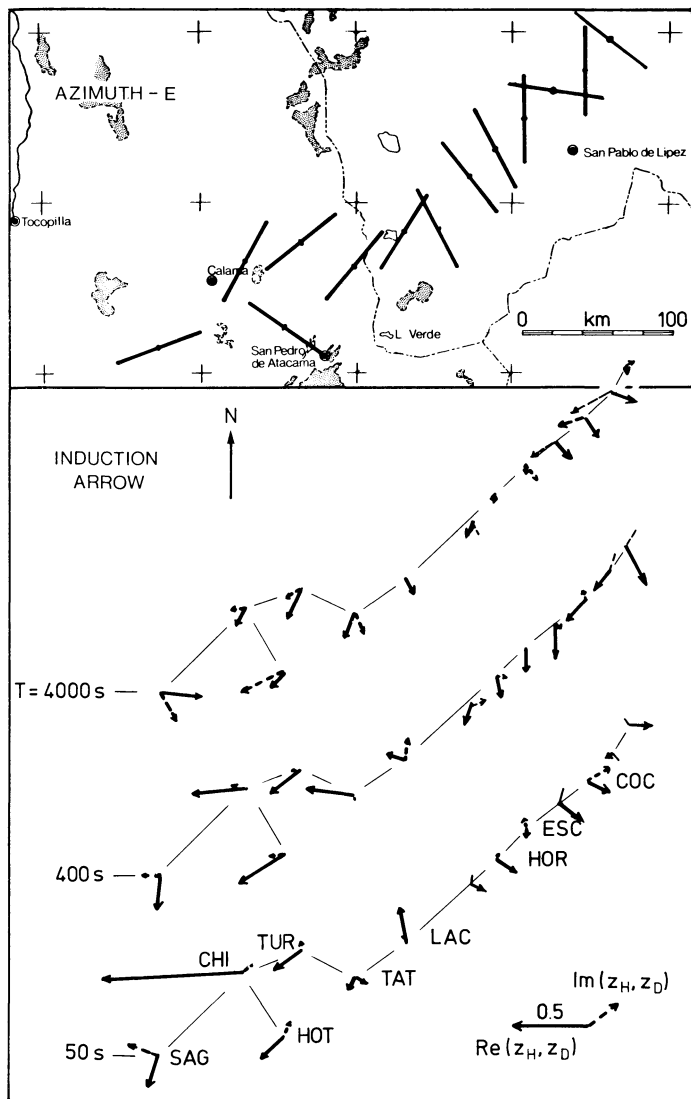 AZIMUTH - E
San Pablo de Lipez
Tocopilla
Calama
L. Verde
San Pedro
de Atacama
0 km 100
N
INDUCTION
ARROW
T = 4000 s
400 s
50 s
COC
ESC
HOR
LAC
TUR
CHI
TAT
HOT
SAG
Im (z_H, z_D)
0.5
Re (z_H, z_D)